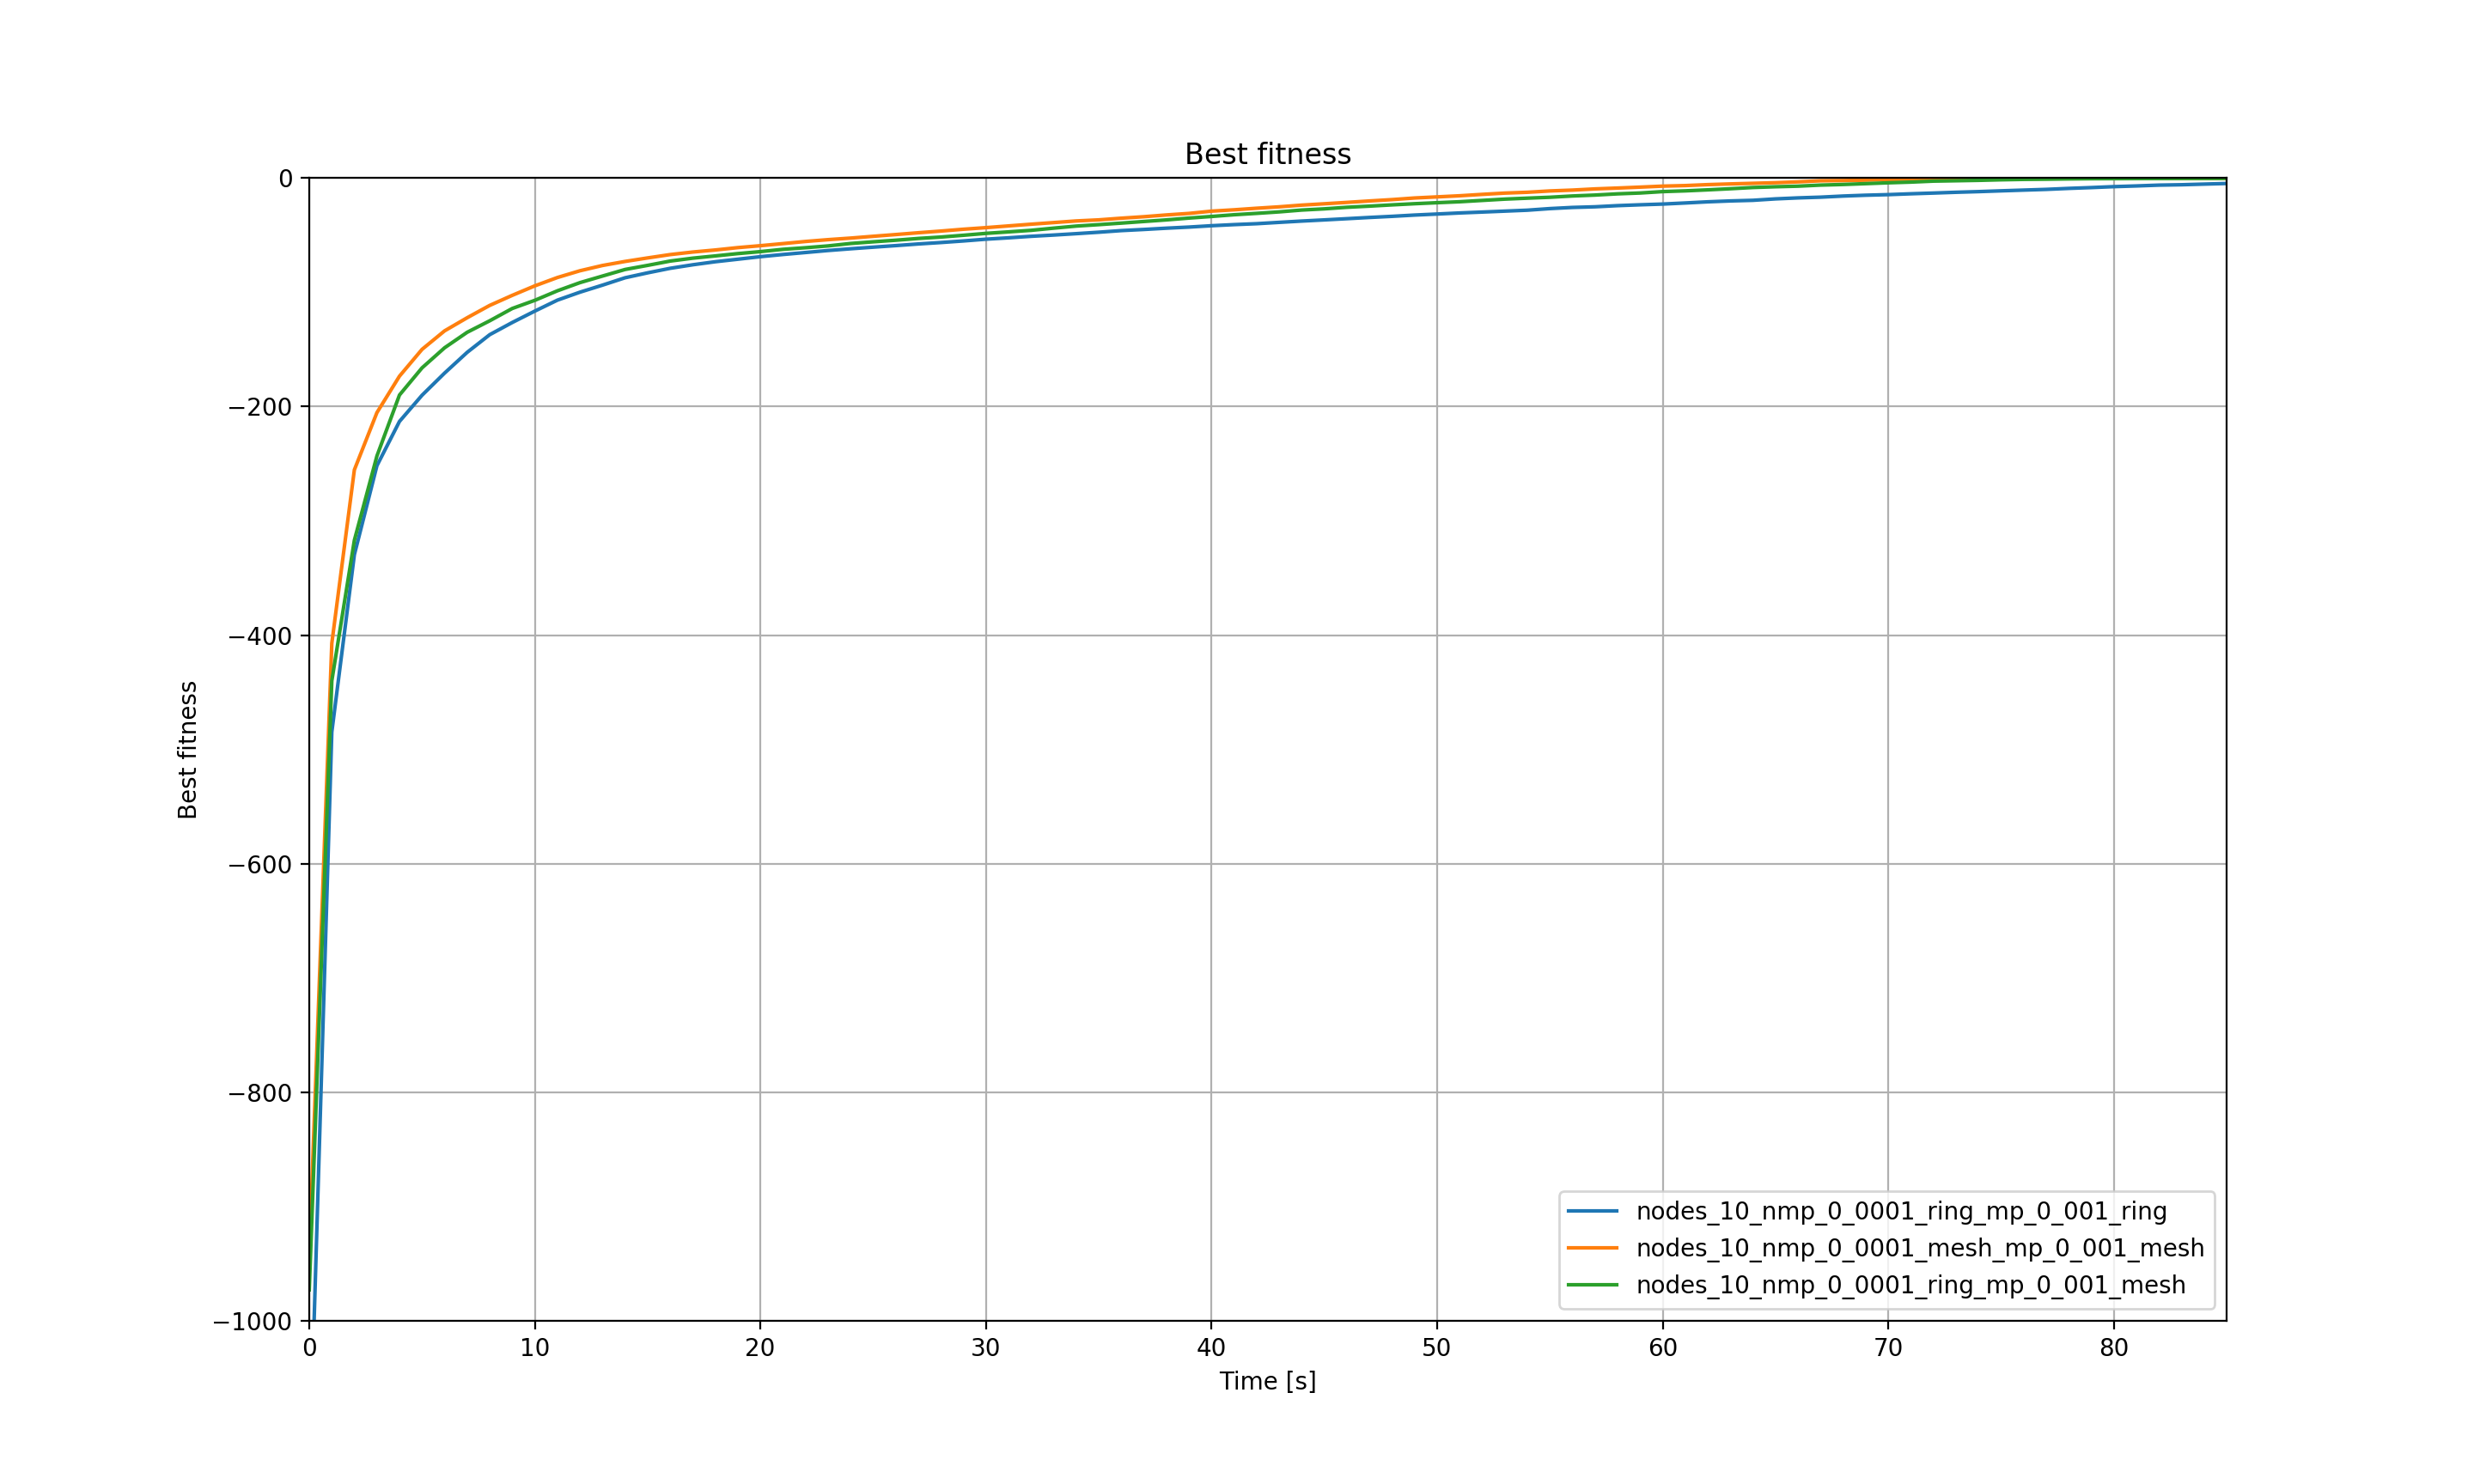 Best fitness
0
−200
−400
−600
−800
−1000
Best fitness
0 10 20 30 40 50 60 70 80
Time [s]
nodes_10_nmp_0_0001_ring_mp_0_001_ring
nodes_10_nmp_0_0001_mesh_mp_0_001_mesh
nodes_10_nmp_0_0001_ring_mp_0_001_mesh